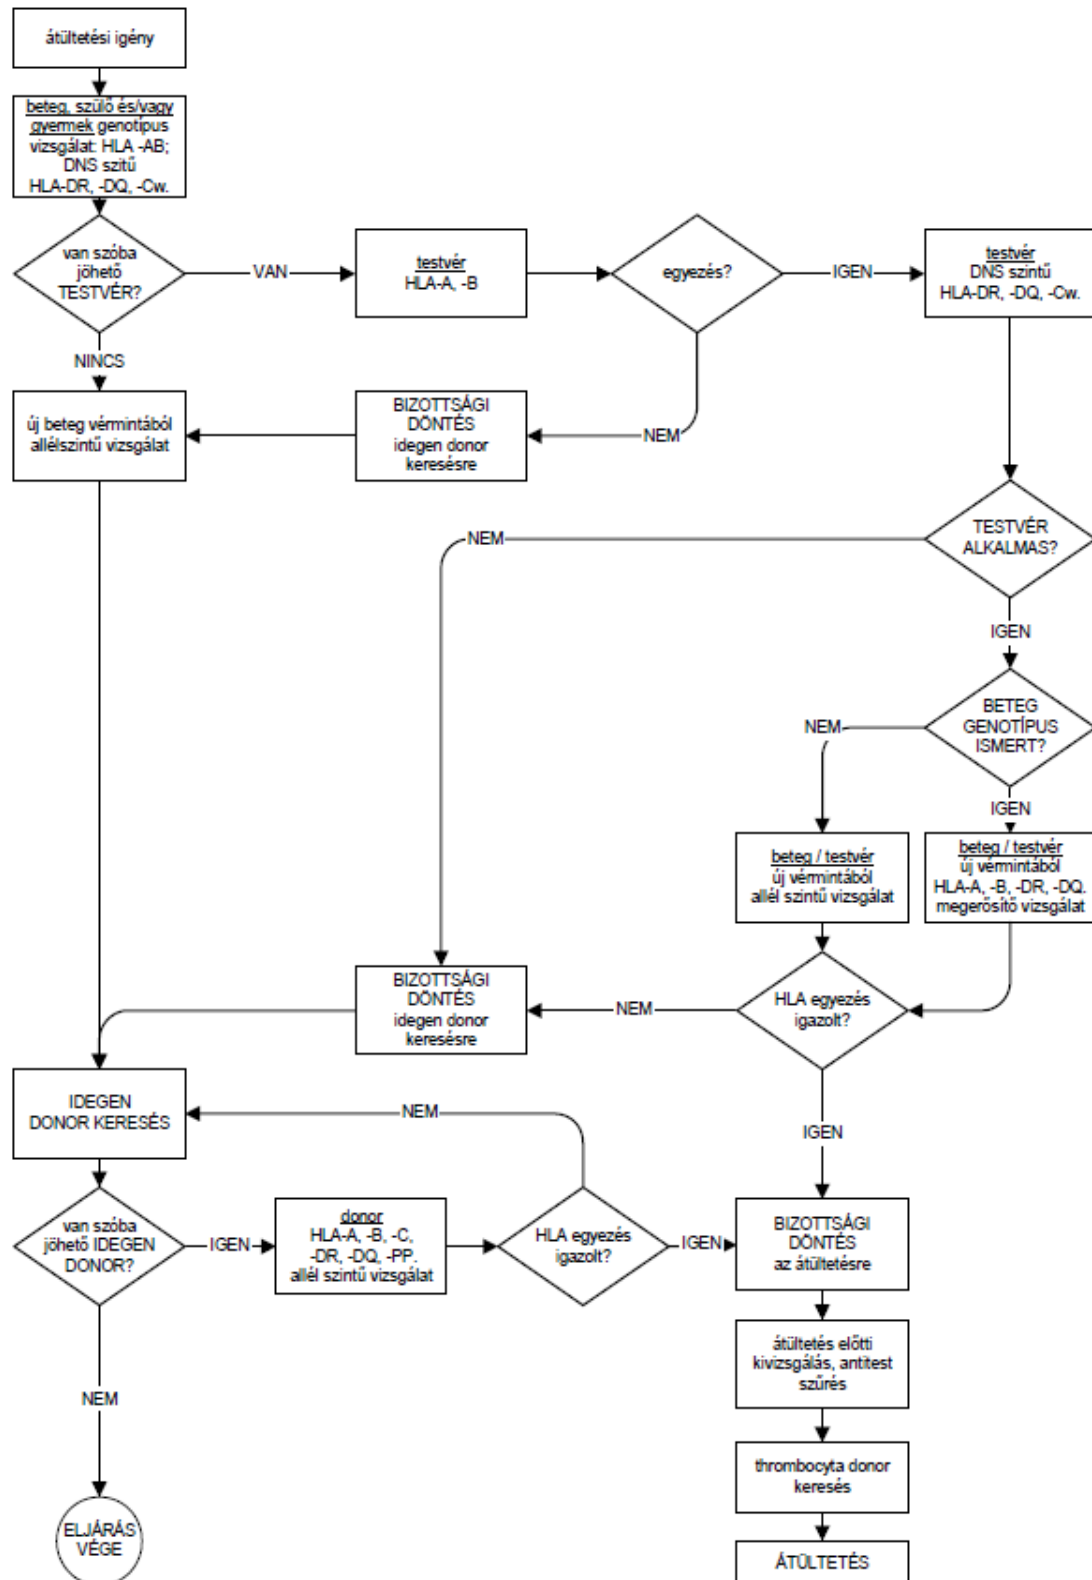 átültetési igény
beteg, szülő és/vagy
gyermek genotípus
vizsgálat: HLA -AB;
DNS szitű
HLA-DR, -DQ, -Cw.
van szóba
jöhető
TESTVÉR?
VAN
testvér
HLA-A, -B
egyezés?
IGEN
testvér
DNS szintű
HLA-DR, -DQ, -Cw.
NINCS
új beteg vérmintából
allélszintű vizsgálat
BIZOTTSÁGI
DÖNTÉS
idegen donor
keresésre
NEM
TESTVÉR
ALKALMAS?
NEM
IGEN
BETEG
GENOTÍPUS
ISMERT?
NEM
IGEN
beteg / testvér
új vérmintából
allél szintű vizsgálat
beteg / testvér
új vérmintából
HLA-A, -B, -DR, -DQ.
megerősítő vizsgálat
BIZOTTSÁGI
DÖNTÉS
idegen donor
keresésre
NEM
HLA egyezés
igazolt?
IGEN
IDEGEN
DONOR KERESÉS
NEM
van szóba
jöhető IDEGEN
DONOR?
IGEN
donor
HLA-A, -B, -C,
-DR, -DQ, -PP.
allél szintű vizsgálat
HLA egyezés
igazolt?
IGEN
BIZOTTSÁGI
DÖNTÉS
az átültetésre
átültetés előtti
kivizsgálás, antitest
szűrés
NEM
thrombocyta donor
keresés
ELJÁRÁS
VÉGE
ÁTÜLTETÉS